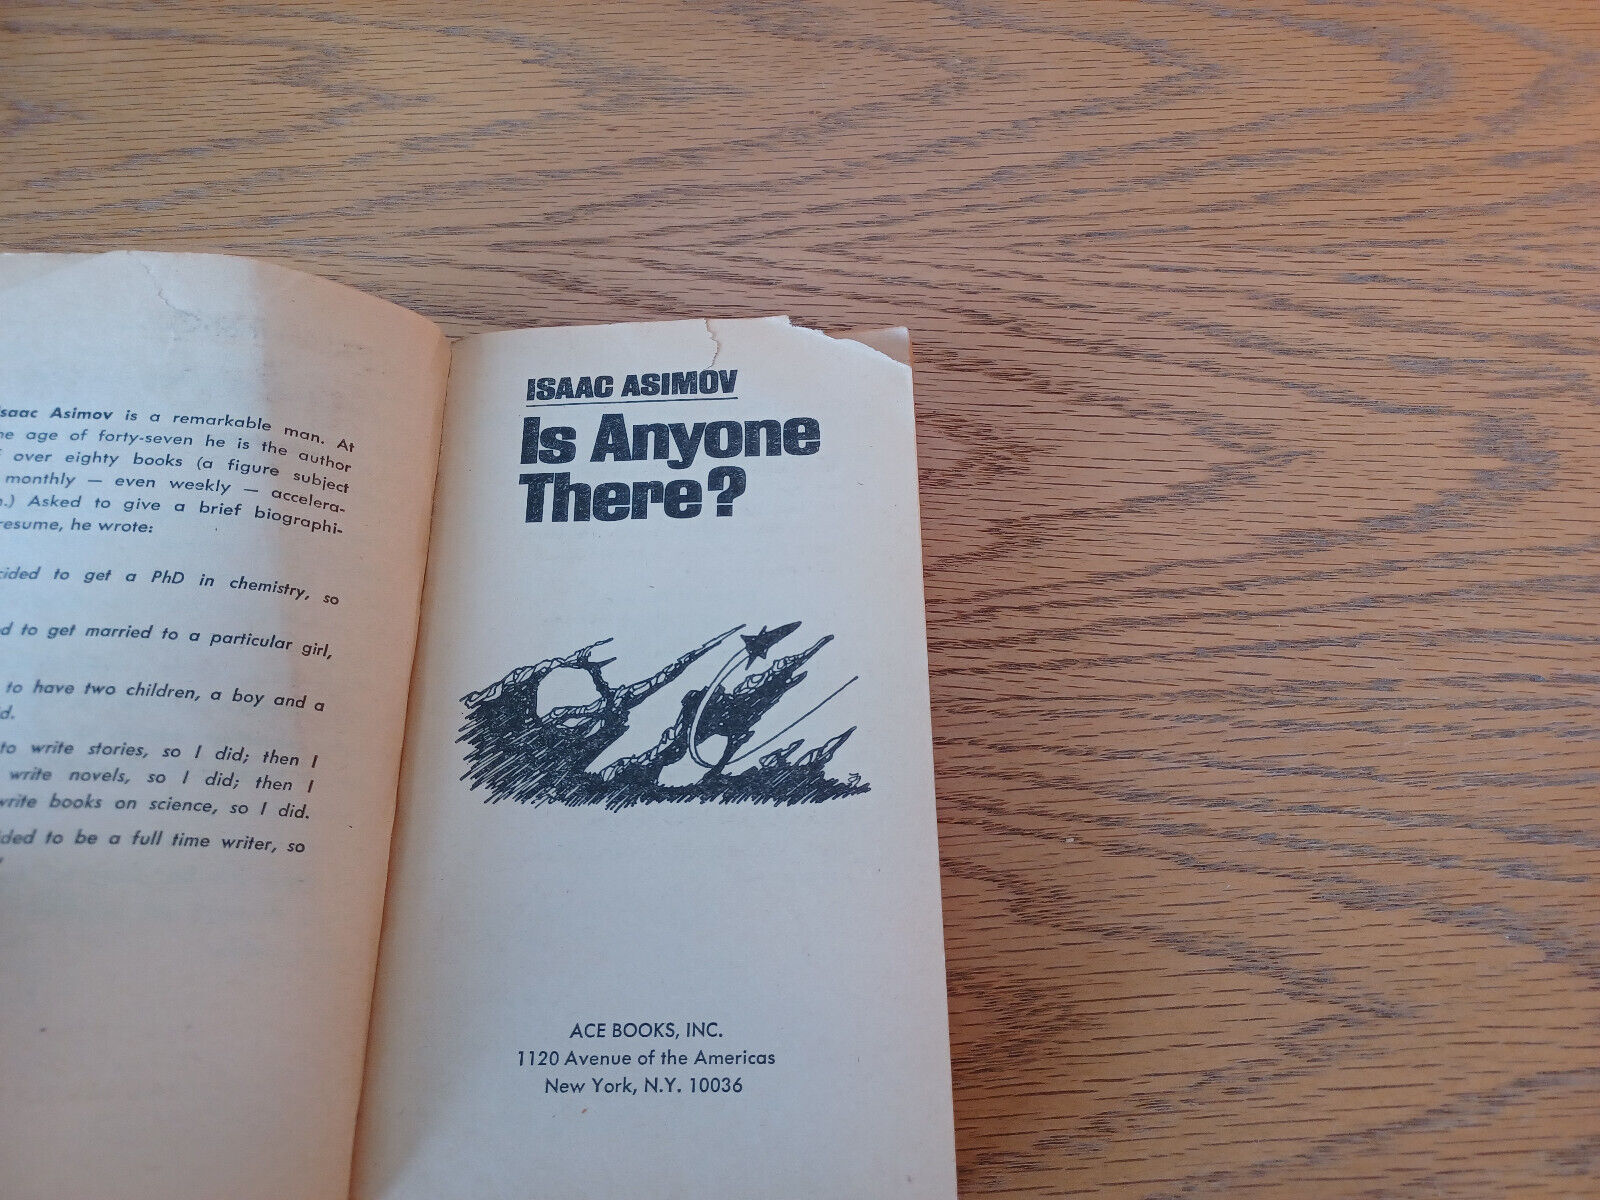 Isaac Asimov is a remarkable man. At
age of forty-seven he is the author
over eighty books (a figure subject
monthly — even weekly — accelera-
Asked to give a brief biographi-
resume, he wrote:
to get a PhD in chemistry, so
to get married to a particular girl,
to have two children, a boy and a
to write stories, so I did; then I
write novels, so I did; then I
write books on science, so I did.
to be a full time writer, so
ISAAC ASIMOV
Is Anyone
There?
ACE BOOKS, INC.
1120 Avenue of the Americas
New York, N.Y. 10036